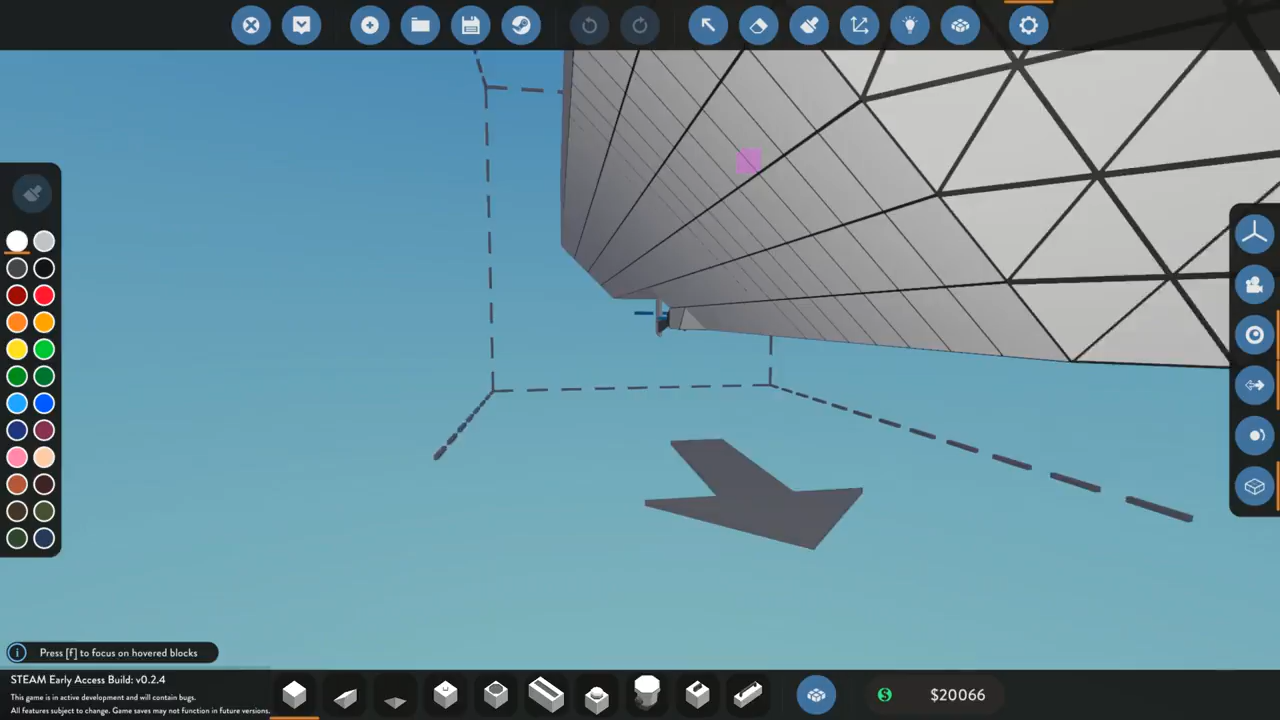 Press [f] to focus on hovered blocks
STEAM Early Access Build: v0.2.4
This game is in active development and will contain bugs.
All features subject to change. Game saves may not function in future versions.
$20066